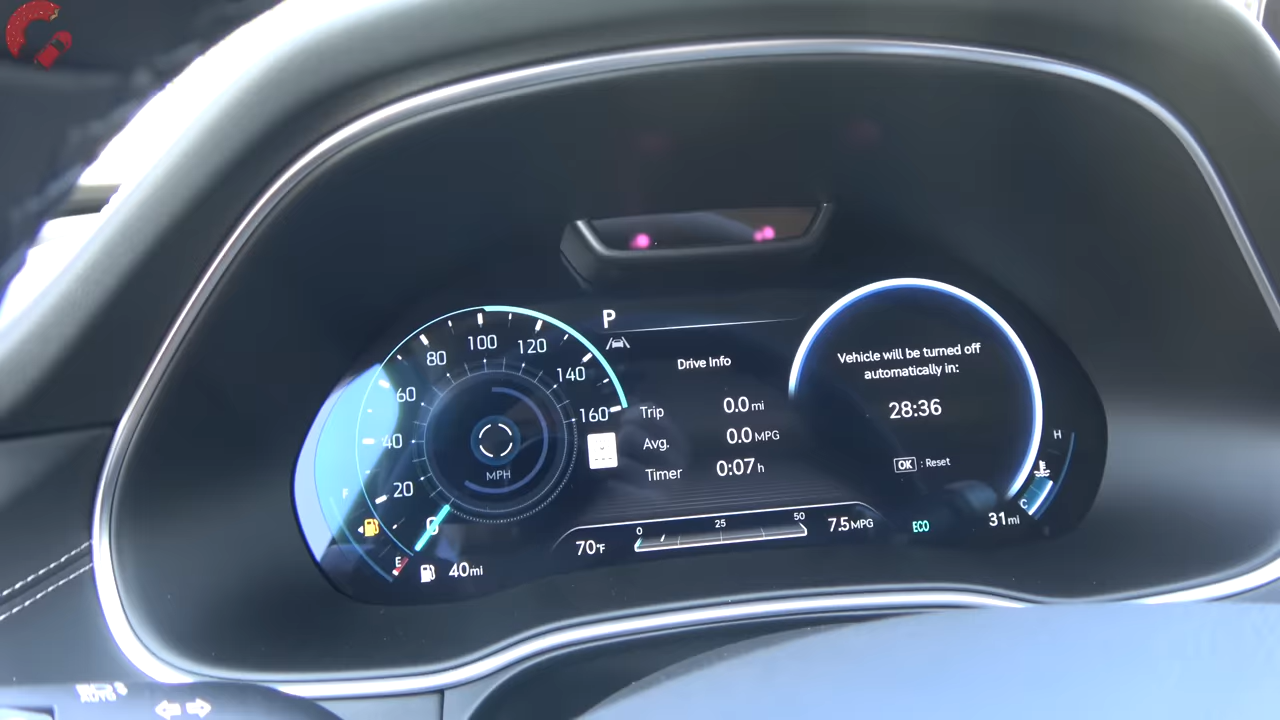 P
80
100
120
140
160
60
40
20
0
MPH
F
E
40mi
Drive Info
Trip 0.0 mi
Avg. 0.0 MPG
Timer 0:07 h
0 25 50
70°F
7.5 MPG
ECO
Vehicle will be turned off
automatically in:
28:36
OK : Reset
H
C
31mi
AUTO